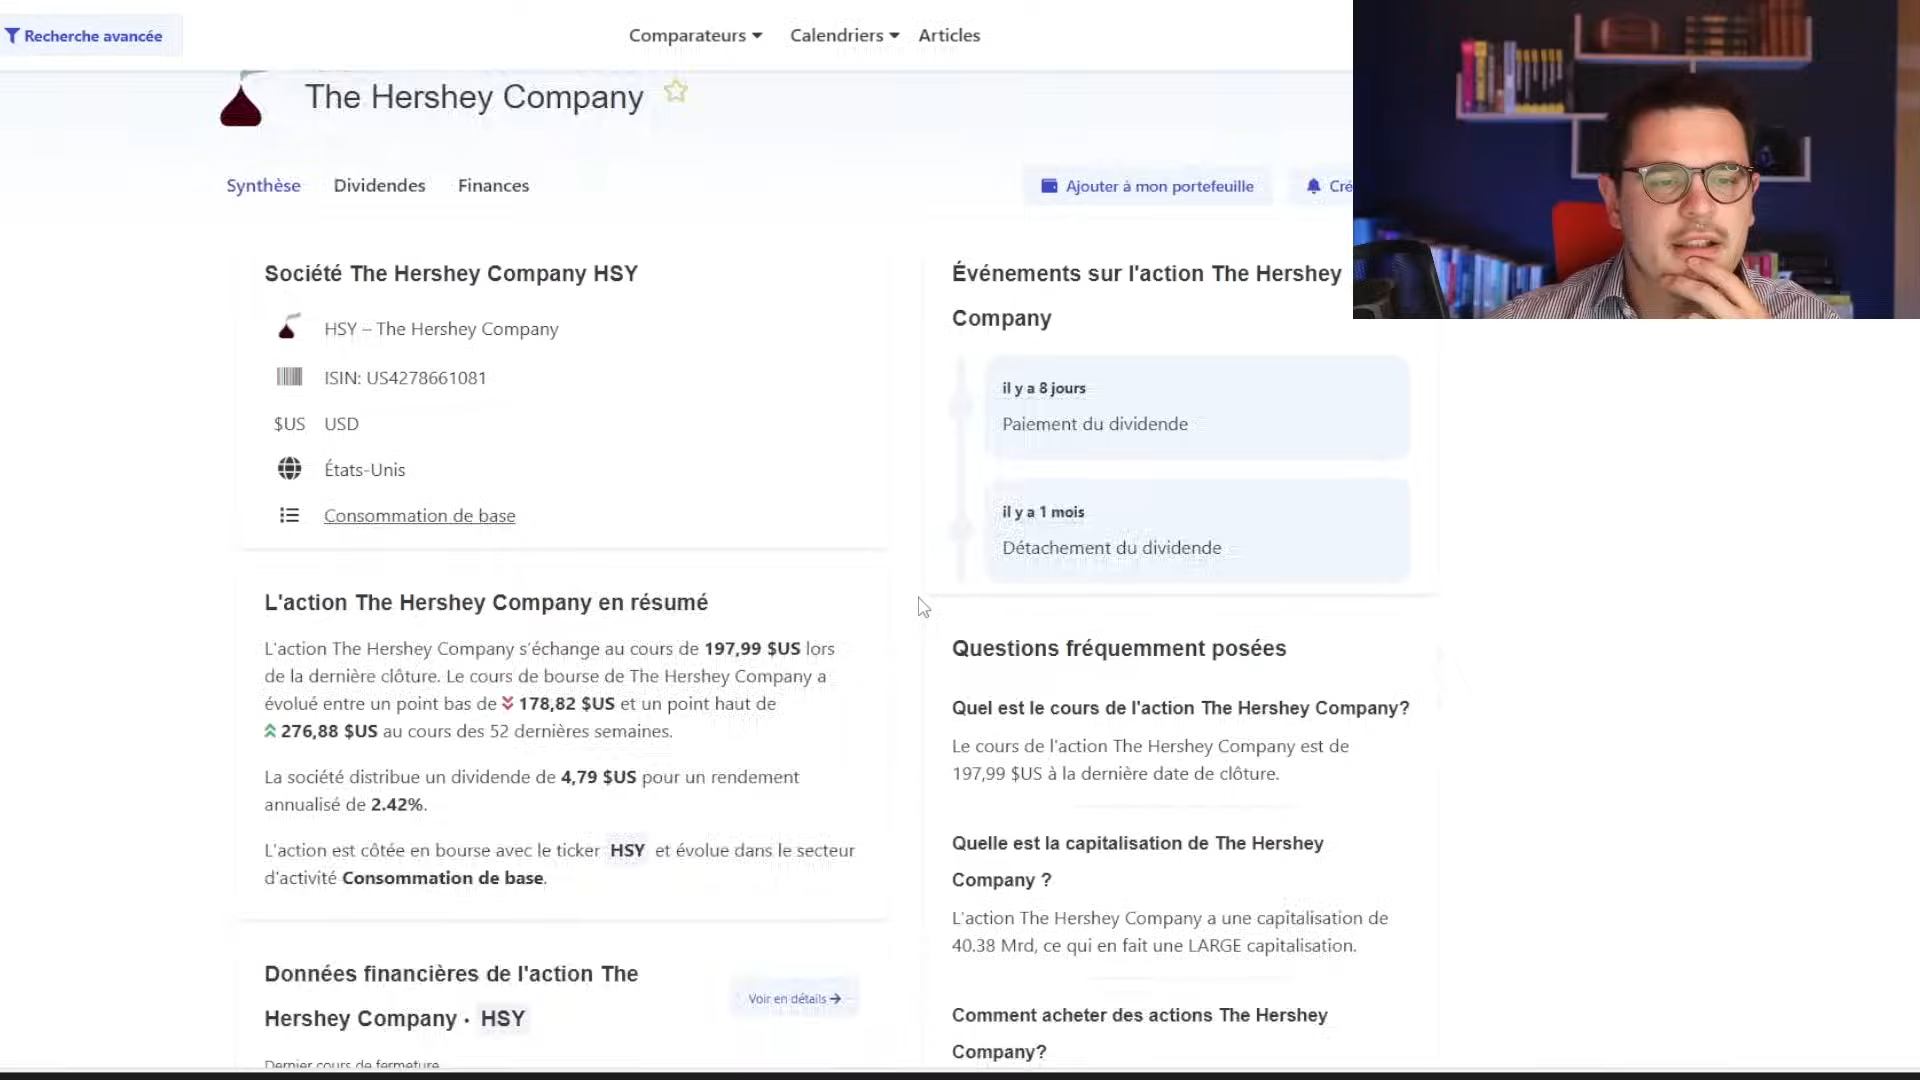 Recherche avancée
Comparateurs
Calendriers
Articles
The Hershey Company
Synthèse
Dividendes
Finances
Ajouter à mon portefeuille
Cré
Société The Hershey Company HSY
HSY – The Hershey Company
ISIN: US4278661081
$US USD
États-Unis
Consommation de base
L'action The Hershey Company en résumé
L'action The Hershey Company s'échange au cours de 197,99 $US lors
de la dernière clôture. Le cours de bourse de The Hershey Company a
évolué entre un point bas de 178,82 $US et un point haut de
276,88 $US au cours des 52 dernières semaines.
La société distribue un dividende de 4,79 $US pour un rendement
annualisé de 2.42%.
L'action est côtée en bourse avec le ticker HSY et évolue dans le secteur
d'activité Consommation de base.
Données financières de l'action The
Hershey Company · HSY
Voir en détails
Dernier cours de fermeture
Événements sur l'action The Hershey
Company
il y a 8 jours
Paiement du dividende
il y a 1 mois
Détachement du dividende
Questions fréquemment posées
Quel est le cours de l'action The Hershey Company?
Le cours de l'action The Hershey Company est de
197,99 $US à la dernière date de clôture.
Quelle est la capitalisation de The Hershey
Company ?
L'action The Hershey Company a une capitalisation de
40.38 Mrd, ce qui en fait une LARGE capitalisation.
Comment acheter des actions The Hershey
Company?